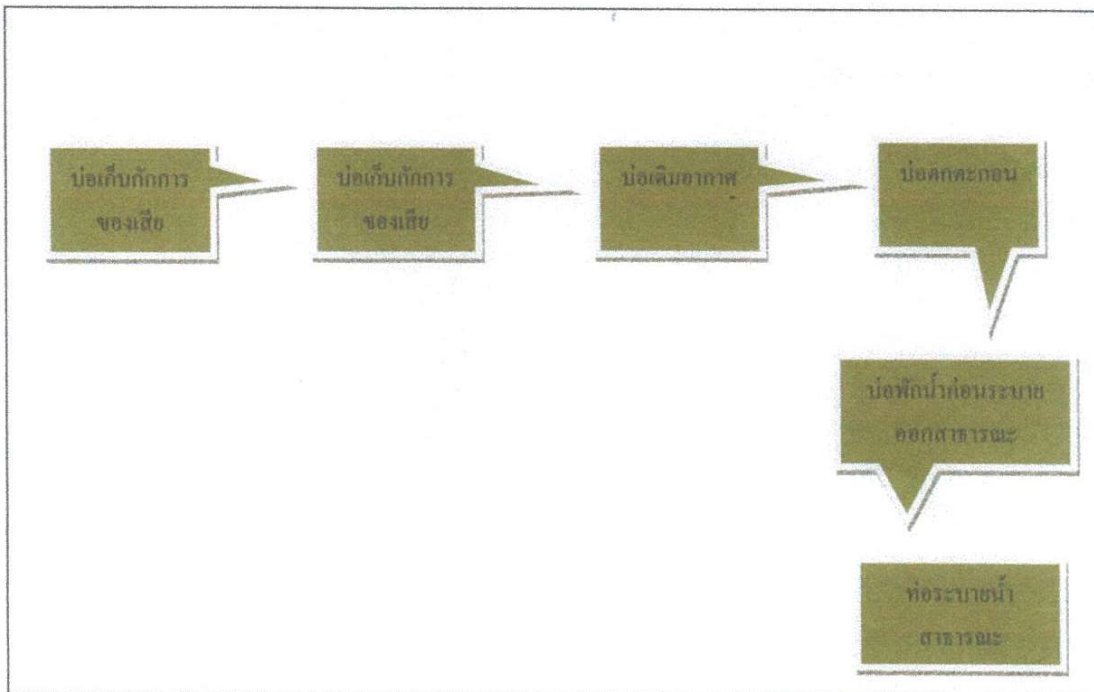 บ่อเก็บกักการ
ของเสีย
บ่อเก็บกักการ
ของเสีย
บ่อเติมอากาศ
บ่อตกตะกอน
บ่อพักน้ำก่อนระบาย
ออกสาธารณะ
ท่อระบายน้ำ
สาธารณะ